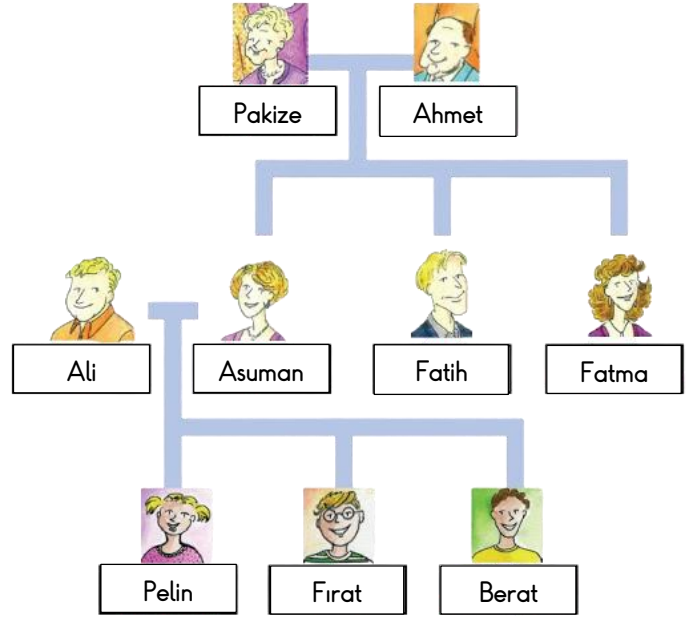 Pakize
Ahmet
Ali
Asuman
Fatih
Fatma
Pelin
Fırat
Berat